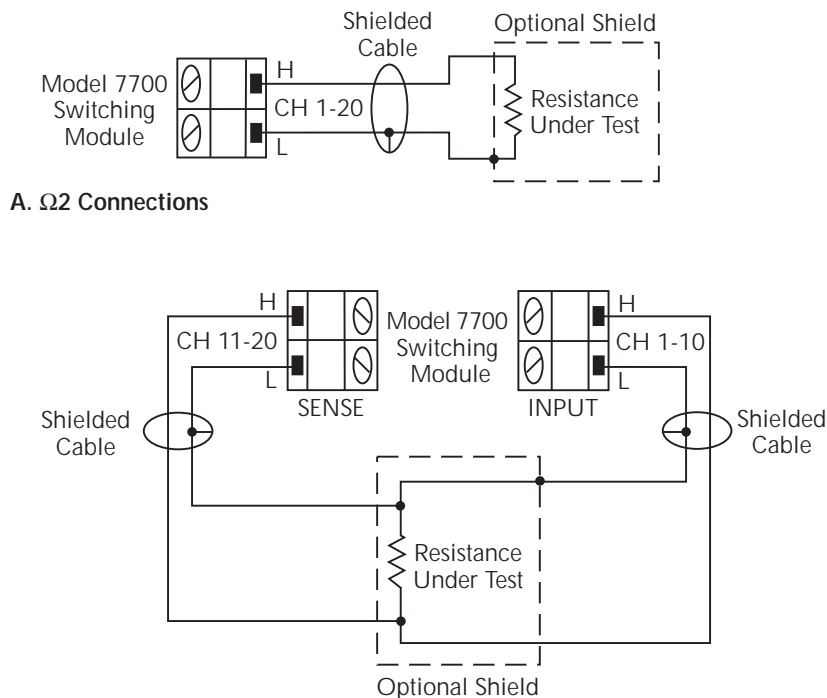 Shielded
Cable
Optional Shield
Model 7700
Switching
Module
H
CH 1-20
L
Resistance
Under Test
A. Ω2 Connections
H
CH 11-20
L
SENSE
Model 7700
Switching
Module
H
CH 1-10
L
INPUT
Shielded
Cable
Shielded
Cable
Resistance
Under Test
Optional Shield